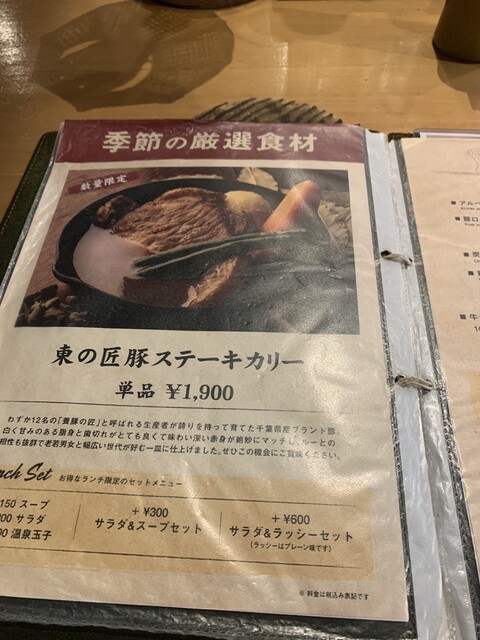 季節の厳選食材
数量限定
東の匠豚ステーキカリー
単品 ¥1,900
わずか12名の「養豚の匠」と呼ばれる生産者が誇りを持って育てた千葉県産ブランド豚。
白く甘みのある脂身と歯切れがとても良くて味わい深い赤身が絶妙にマッチし、ルーとの
相性も抜群で老若男女と幅広い世代が好む一皿に仕上げました。ぜひこの機会にご賞味ください。
nch Set お得なランチ限定のセットメニュー
150 スープ
00 サラダ
00 温泉玉子
+ ¥300
サラダ&スープセット
+ ¥600
サラダ&ラッシーセット
(ラッシーはプレーン味です)
※ 料金は税込み表記です
■ アルペ
■ 豚ロ